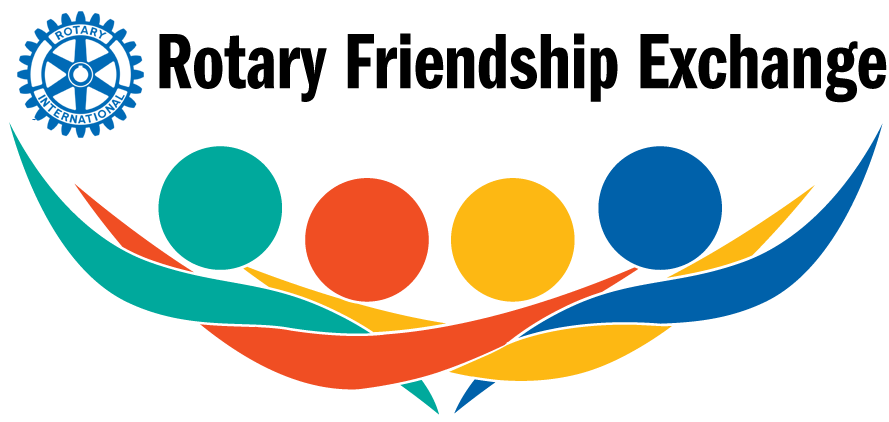 ROTARY
INTERNATIONAL
Rotary Friendship Exchange